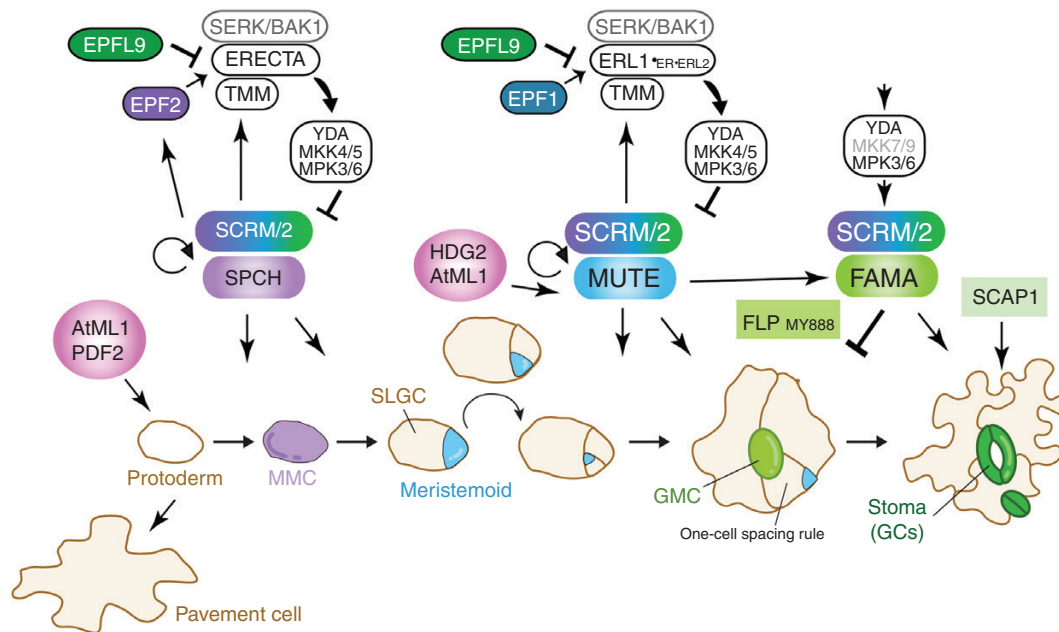 SERK/BAK1
EPFL9
ERECTA
EPF2
TMM
YDA
MKK4/5
MPK3/6
SCRM/2
SPCH
AtML1
PDF2
Protoderm
MMC
Pavement cell
SERK/BAK1
EPFL9
ERL1•ER•ERL2
EPF1
TMM
YDA
MKK4/5
MPK3/6
SCRM/2
MUTE
HDG2
AtML1
SLGC
Meristemoid
YDA
MKK7/9
MPK3/6
SCRM/2
FAMA
FLP MY888
SCAP1
GMC
One-cell spacing rule
Stoma
(GCs)